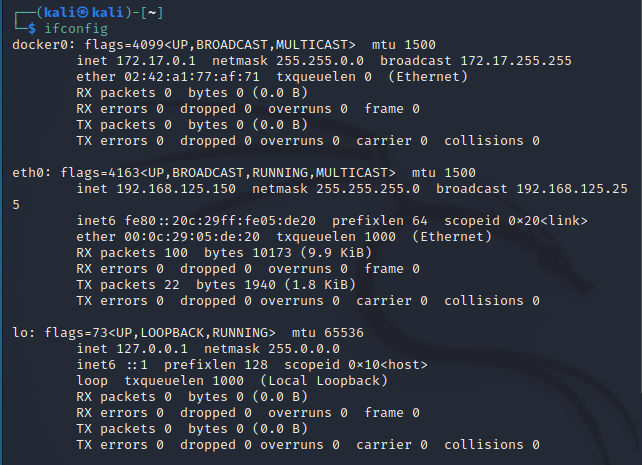 ┌──(kali㉿kali)-[~]
└─$ ifconfig
docker0: flags=4099<UP,BROADCAST,MULTICAST>  mtu 1500
        inet 172.17.0.1  netmask 255.255.0.0  broadcast 172.17.255.255
        ether 02:42:a1:77:af:71  txqueuelen 0  (Ethernet)
        RX packets 0  bytes 0 (0.0 B)
        RX errors 0  dropped 0  overruns 0  frame 0
        TX packets 0  bytes 0 (0.0 B)
        TX errors 0  dropped 0 overruns 0  carrier 0  collisions 0

eth0: flags=4163<UP,BROADCAST,RUNNING,MULTICAST>  mtu 1500
        inet 192.168.125.150  netmask 255.255.255.0  broadcast 192.168.125.25
5
        inet6 fe80::20c:29ff:fe05:de20  prefixlen 64  scopeid 0×20<link>
        ether 00:0c:29:05:de:20  txqueuelen 1000  (Ethernet)
        RX packets 100  bytes 10173 (9.9 KiB)
        RX errors 0  dropped 0  overruns 0  frame 0
        TX packets 22  bytes 1940 (1.8 KiB)
        TX errors 0  dropped 0 overruns 0  carrier 0  collisions 0

lo: flags=73<UP,LOOPBACK,RUNNING>  mtu 65536
        inet 127.0.0.1  netmask 255.0.0.0
        inet6 ::1  prefixlen 128  scopeid 0×10<host>
        loop  txqueuelen 1000  (Local Loopback)
        RX packets 0  bytes 0 (0.0 B)
        RX errors 0  dropped 0  overruns 0  frame 0
        TX packets 0  bytes 0 (0.0 B)
        TX errors 0  dropped 0 overruns 0  carrier 0  collisions 0